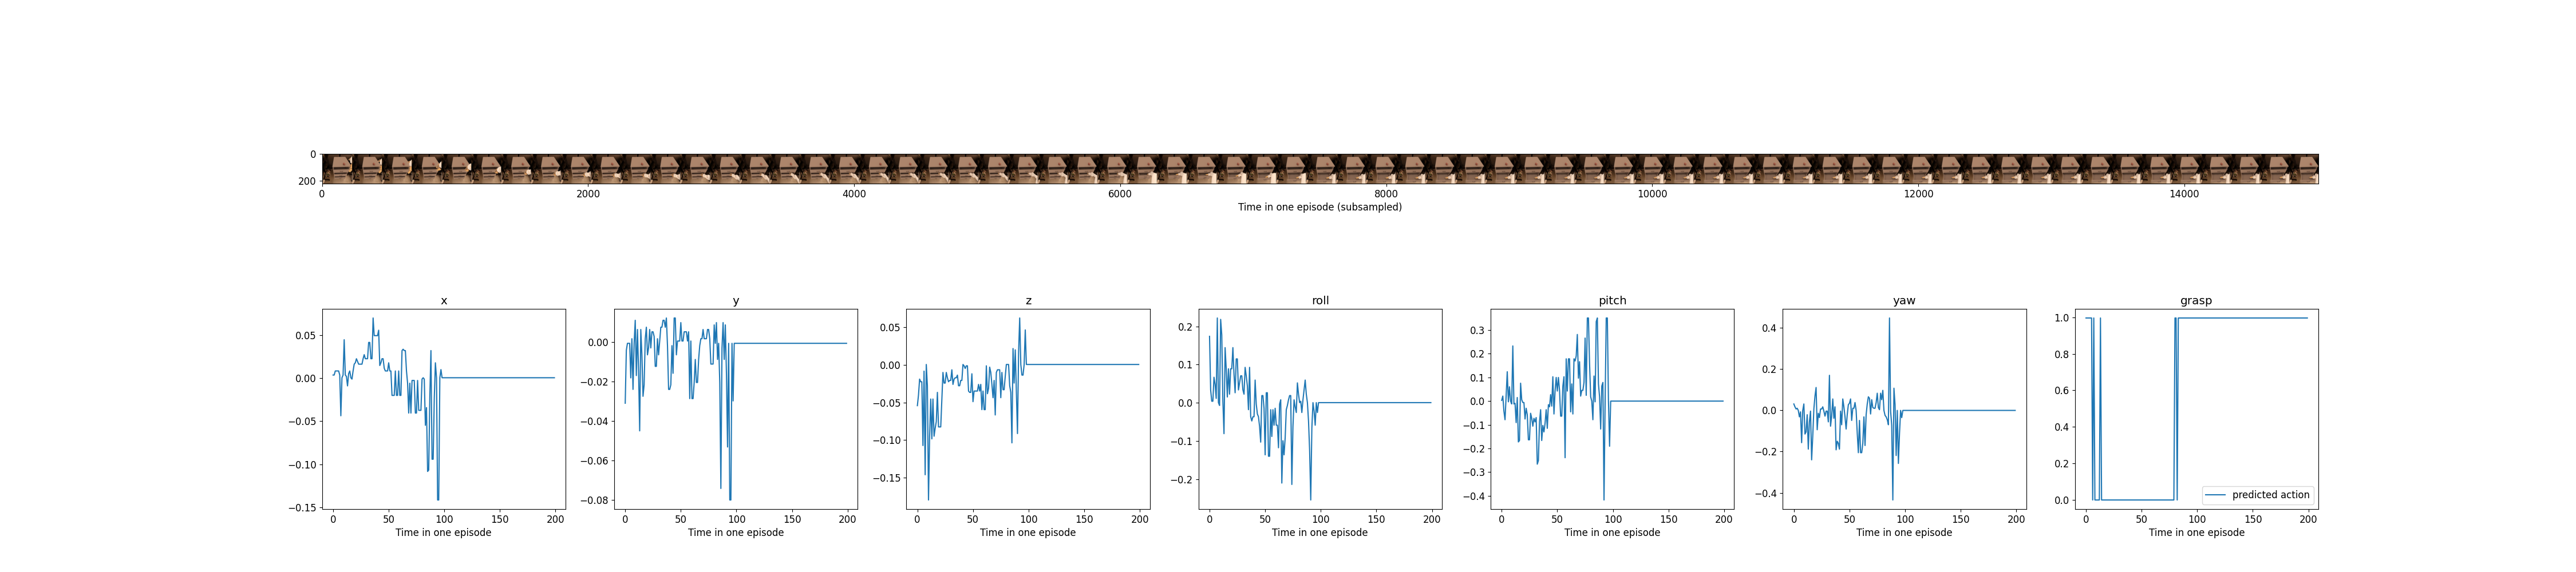 0
200
0 2000 4000 6000 8000 10000 12000 14000
Time in one episode (subsampled)
x y z roll pitch yaw grasp
0.05
0.00
−0.05
−0.10
−0.15
0 50 100 150 200
Time in one episode
0.00
−0.02
−0.04
−0.06
−0.08
0 50 100 150 200
Time in one episode
0.05
0.00
−0.05
−0.10
−0.15
0 50 100 150 200
Time in one episode
0.2
0.1
0.0
−0.1
−0.2
0 50 100 150 200
Time in one episode
0.3
0.2
0.1
0.0
−0.1
−0.2
−0.3
−0.4
0 50 100 150 200
Time in one episode
0.4
0.2
0.0
−0.2
−0.4
0 50 100 150 200
Time in one episode
1.0
0.8
0.6
0.4
0.2
0.0
predicted action
0 50 100 150 200
Time in one episode